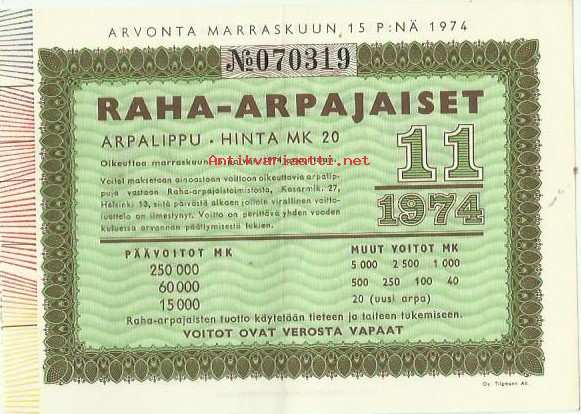 ARVONTA MARRASKUUN 15 P:NÄ 1974
№070319
RAHA-ARPAJAISET
ARPALIPPU · HINTA MK 20
11
1974
Antikvariaatti.net
Oikeuttaa marraskuun
Voitot maksetaan ainoastaan voittoon oikeuttavia arpalip-
puja vastaan Raha-arpajaistoimistosta, Kasarmik. 27,
Helsinki 13, siitä päivästä alkaen jolloin virallinen voitto-
luettelo on ilmestynyt. Voitto on perittävä yhden vuoden
kuluessa arvonnan päättymisestä lukien.
PÄÄVOITOT MK
250 000
60 000
15 000
MUUT VOITOT MK
5 000 2 500 1 000
500 250 100 40
20 (uusi arpa)
Raha-arpajaisten tuotto käytetään tieteen ja taiteen tukemiseen.
VOITOT OVAT VEROSTA VAPAAT
Oy. Tilgmann Ab.